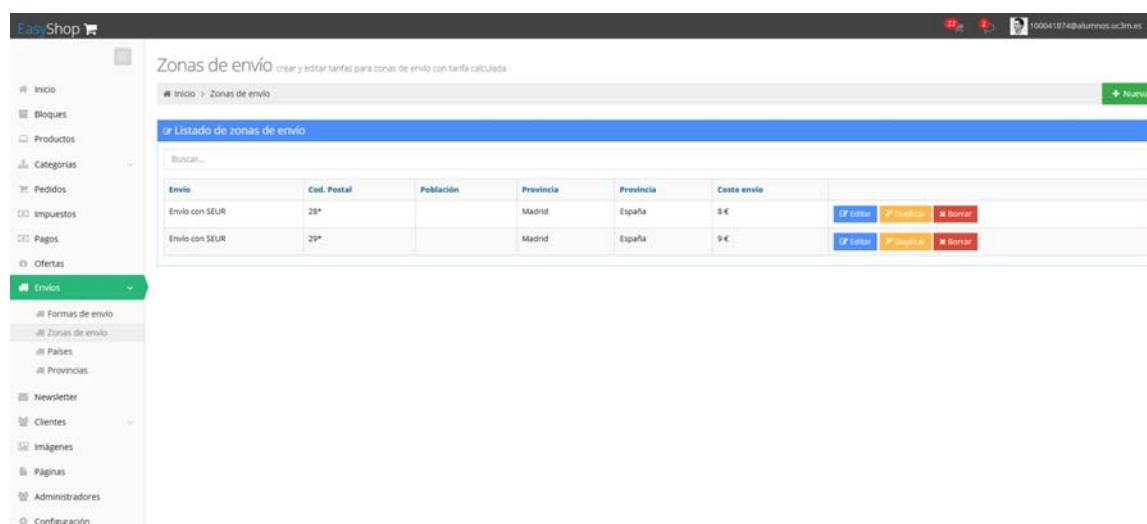 EasyShop
22
2
100041874@alumnos.uc3m.es
Zonas de envío crear y editar tarifas para zonas de envío con tarifa calculada
Inicio > Zonas de envío
+ Nueva
Inicio
Bloques
Productos
Categorías
Pedidos
Impuestos
Pagos
Ofertas
Envíos
Formas de envío
Zonas de envío
Países
Provincias
Newsletter
Clientes
Imágenes
Páginas
Administradores
Configuración
Listado de zonas de envío
Buscar...
Envío Cod. Postal Población Provincia Provincia Coste envío
Envío con SEUR 28* Madrid España 8 € Editar Duplicar Borrar
Envío con SEUR 29* Madrid España 9 € Editar Duplicar Borrar